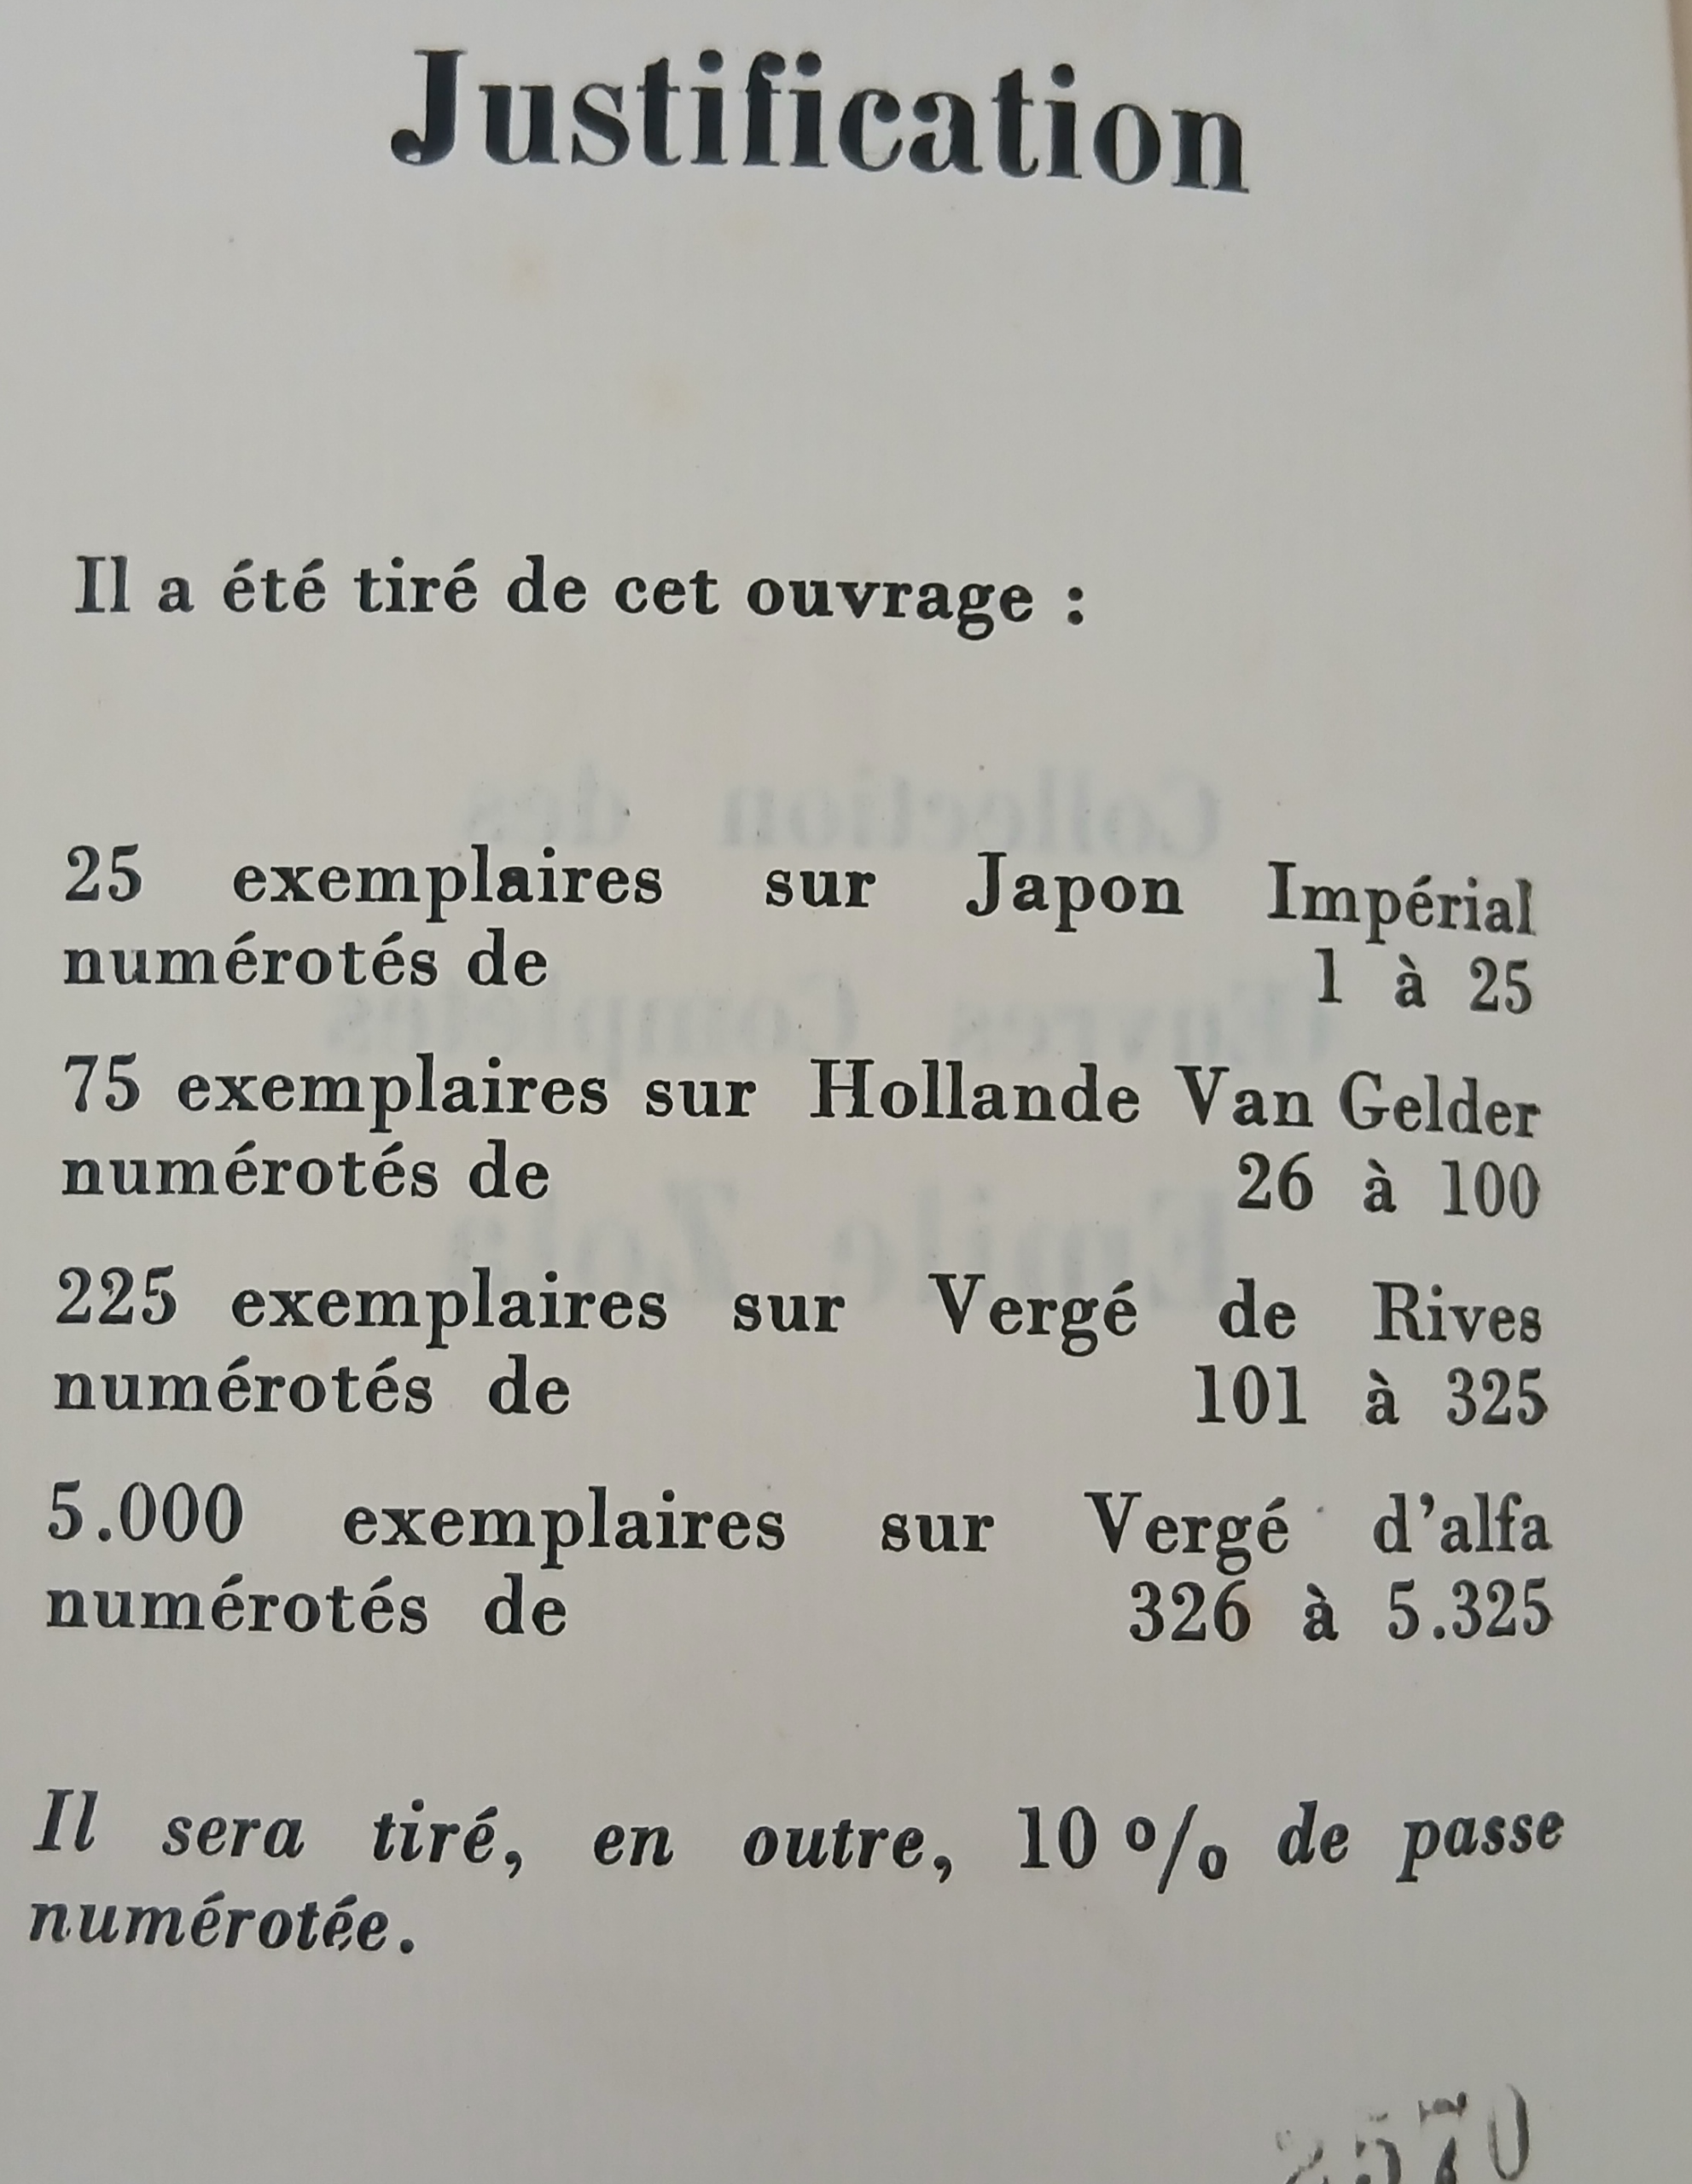 Justification
Il a été tiré de cet ouvrage :
25 exemplaires sur Japon Impérial
numérotés de 1 à 25
75 exemplaires sur Hollande Van Gelder
numérotés de 26 à 100
225 exemplaires sur Vergé de Rives
numérotés de 101 à 325
5.000 exemplaires sur Vergé d'alfa
numérotés de 326 à 5.325
Il sera tiré, en outre, 10 % de passe
numérotée.